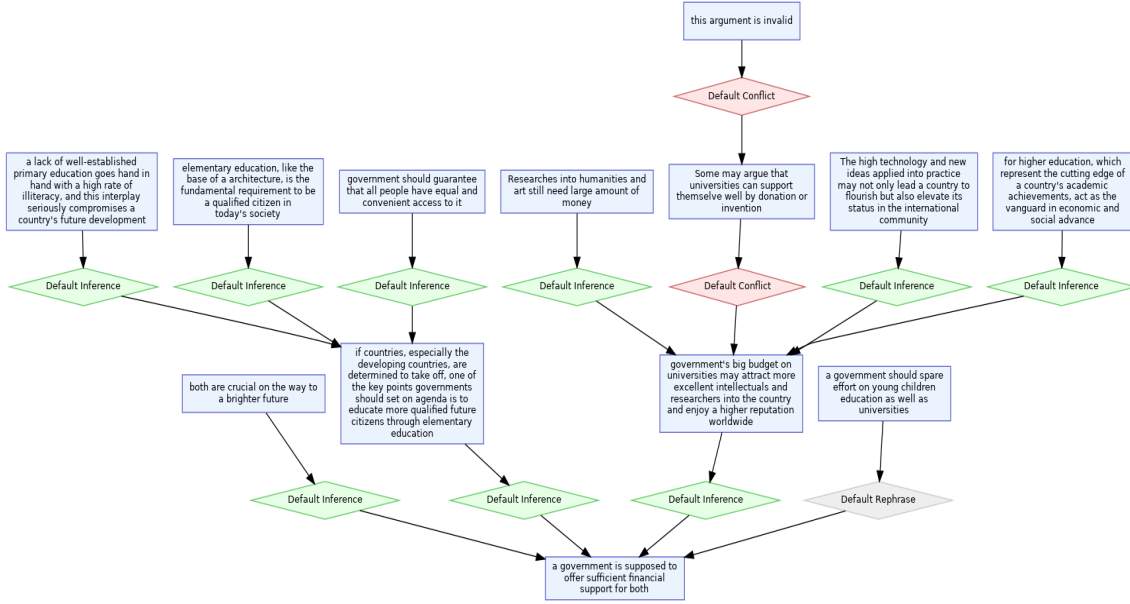 this argument is invalid
Default Conflict
a lack of well-established
primary education goes hand in
hand with a high rate of
illiteracy, and this interplay
seriously compromises a
country's future development
elementary education, like the
base of a architecture, is the
fundamental requirement to be
a qualified citizen in
today's society
government should guarantee
that all people have equal and
convenient access to it
Researches into humanities and
art still need large amount of
money
Some may argue that
universities can support
themselves well by donation or
invention
The high technology and new
ideas applied into practice
may not only lead a country to
flourish but also elevate its
status in the international
community
for higher education, which
represent the cutting edge of
a country's academic
achievements, act as the
vanguard in economic and
social advance
Default Inference
Default Inference
Default Inference
Default Inference
Default Conflict
Default Inference
Default Inference
both are crucial on the way to
a brighter future
if countries, especially the
developing countries, are
determined to take off, one of
the key points governments
should set on agenda is to
educate more qualified future
citizens through elementary
education
government's big budget on
universities may attract more
excellent intellectuals and
researchers into the country
and enjoy a higher reputation
worldwide
a government should spare
effort on young children
education as well as
universities
Default Inference
Default Inference
Default Inference
Default Rephrase
a government is supposed to
offer sufficient financial
support for both